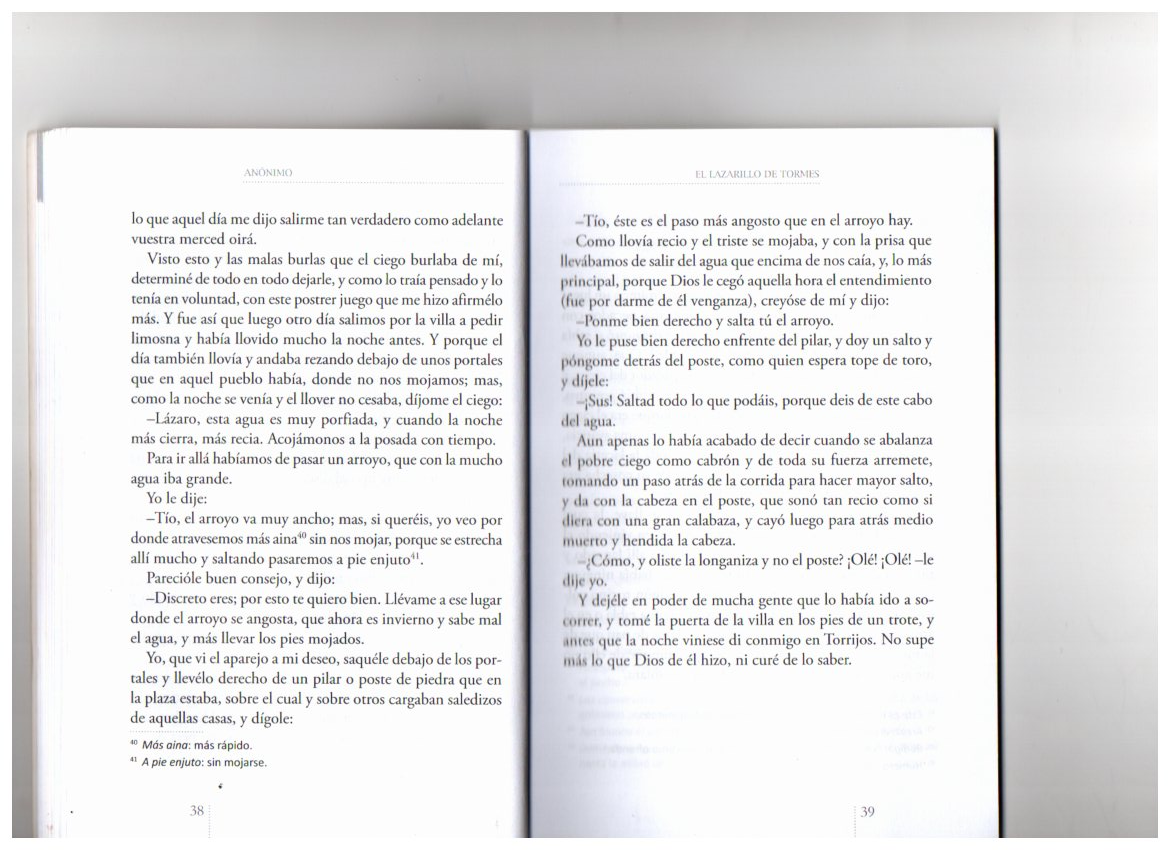 ANÓNIMO
lo que aquel día me dijo salirme tan verdadero como adelante
vuestra merced oirá.
Visto esto y las malas burlas que el ciego burlaba de mí,
determiné de todo en todo dejarle, y como lo traía pensado y lo
tenía en voluntad, con este postrer juego que me hizo afirmélo
más. Y fue así que luego otro día salimos por la villa a pedir
limosna y había llovido mucho la noche antes. Y porque el
día también llovía y andaba rezando debajo de unos portales
que en aquel pueblo había, donde no nos mojamos; mas,
como la noche se venía y el llover no cesaba, díjome el ciego:
–Lázaro, esta agua es muy porfiada, y cuando la noche
más cierra, más recia. Acojámonos a la posada con tiempo.
Para ir allá habíamos de pasar un arroyo, que con la mucho
agua iba grande.
Yo le dije:
–Tío, el arroyo va muy ancho; mas, si queréis, yo veo por
donde atravesemos más aina⁴⁰ sin nos mojar, porque se estrecha
allí mucho y saltando pasaremos a pie enjuto⁴¹.
Parecióle buen consejo, y dijo:
–Discreto eres; por esto te quiero bien. Llévame a ese lugar
donde el arroyo se angosta, que ahora es invierno y sabe mal
el agua, y más llevar los pies mojados.
Yo, que vi el aparejo a mi deseo, saquéle debajo de los por-
tales y llevélo derecho de un pilar o poste de piedra que en
la plaza estaba, sobre el cual y sobre otros cargaban saledizos
de aquellas casas, y dígole:
⁴⁰ Más aina: más rápido.
⁴¹ A pie enjuto: sin mojarse.
38
EL LAZARILLO DE TORMES
–Tío, éste es el paso más angosto que en el arroyo hay.
Como llovía recio y el triste se mojaba, y con la prisa que
llevábamos de salir del agua que encima de nos caía, y, lo más
principal, porque Dios le cegó aquella hora el entendimiento
(fue por darme de él venganza), creyóse de mí y dijo:
–Ponme bien derecho y salta tú el arroyo.
Yo le puse bien derecho enfrente del pilar, y doy un salto y
póngome detrás del poste, como quien espera tope de toro,
y díjele:
–¡Sus! Saltad todo lo que podáis, porque deis de este cabo
del agua.
Aun apenas lo había acabado de decir cuando se abalanza
el pobre ciego como cabrón y de toda su fuerza arremete,
tomando un paso atrás de la corrida para hacer mayor salto,
y da con la cabeza en el poste, que sonó tan recio como si
diera con una gran calabaza, y cayó luego para atrás medio
muerto y hendida la cabeza.
–¿Cómo, y oliste la longaniza y no el poste? ¡Olé! ¡Olé! –le
dije yo.
Y dejéle en poder de mucha gente que lo había ido a so-
correr, y tomé la puerta de la villa en los pies de un trote, y
antes que la noche viniese di conmigo en Torrijos. No supe
más lo que Dios de él hizo, ni curé de lo saber.
39